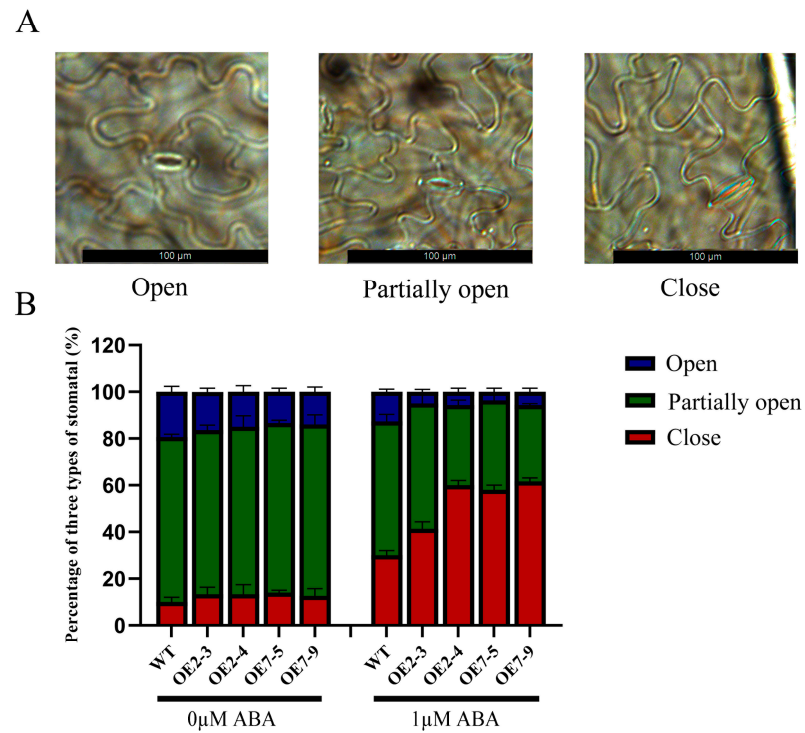 A
100 µm
100 µm
100 µm
Open
Partially open
Close
B
Percentage of three types of stomatal (%)
120
100
80
60
40
20
0
WT
OE2-3
OE2-4
OE7-5
OE7-9
WT
OE2-3
OE2-4
OE7-5
OE7-9
0µM ABA
1µM ABA
Open
Partially open
Close